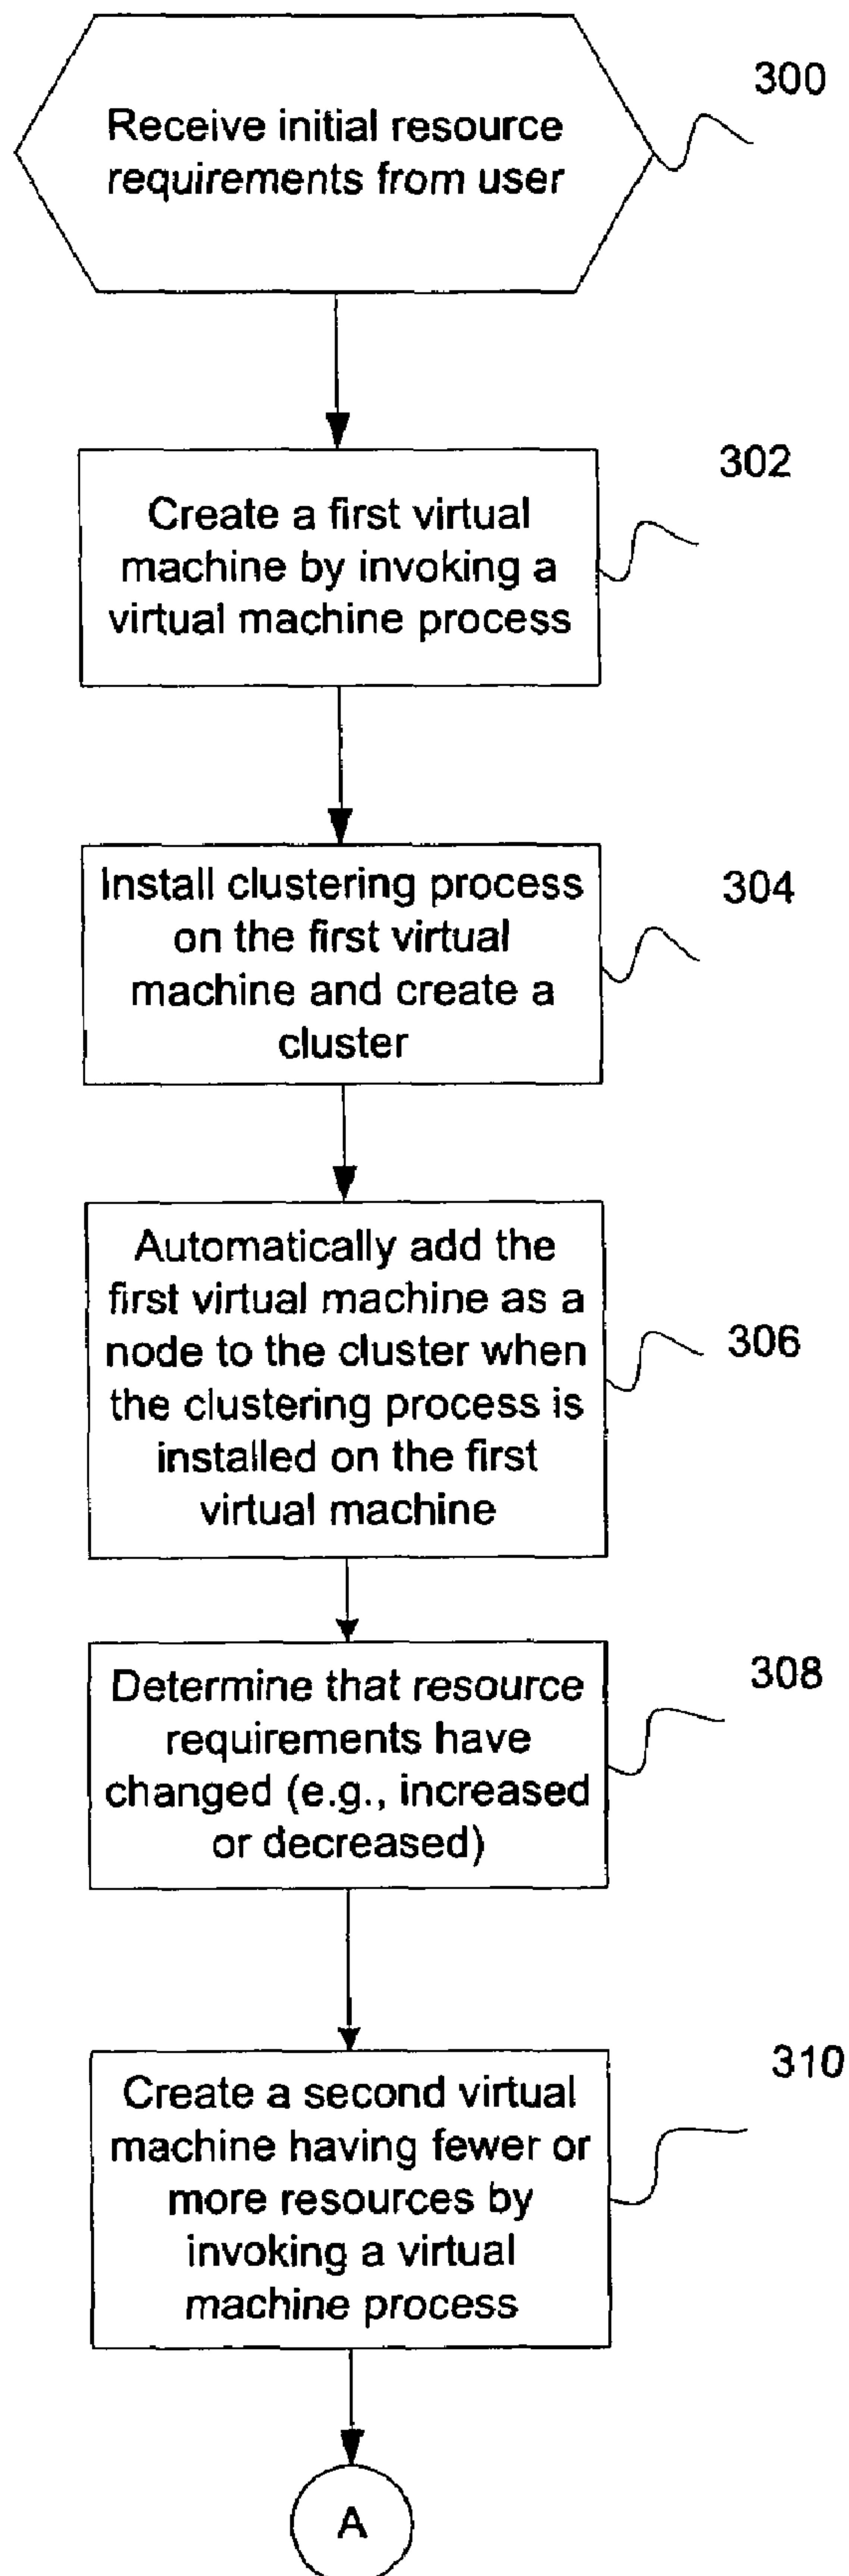 Receive initial resource
requirements from user
300
Create a first virtual
machine by invoking a
virtual machine process
302
Install clustering process
on the first virtual
machine and create a
cluster
304
Automatically add the
first virtual machine as a
node to the cluster when
the clustering process is
installed on the first
virtual machine
306
Determine that resource
requirements have
changed (e.g., increased
or decreased)
308
Create a second virtual
machine having fewer or
more resources by
invoking a virtual
machine process
310
A